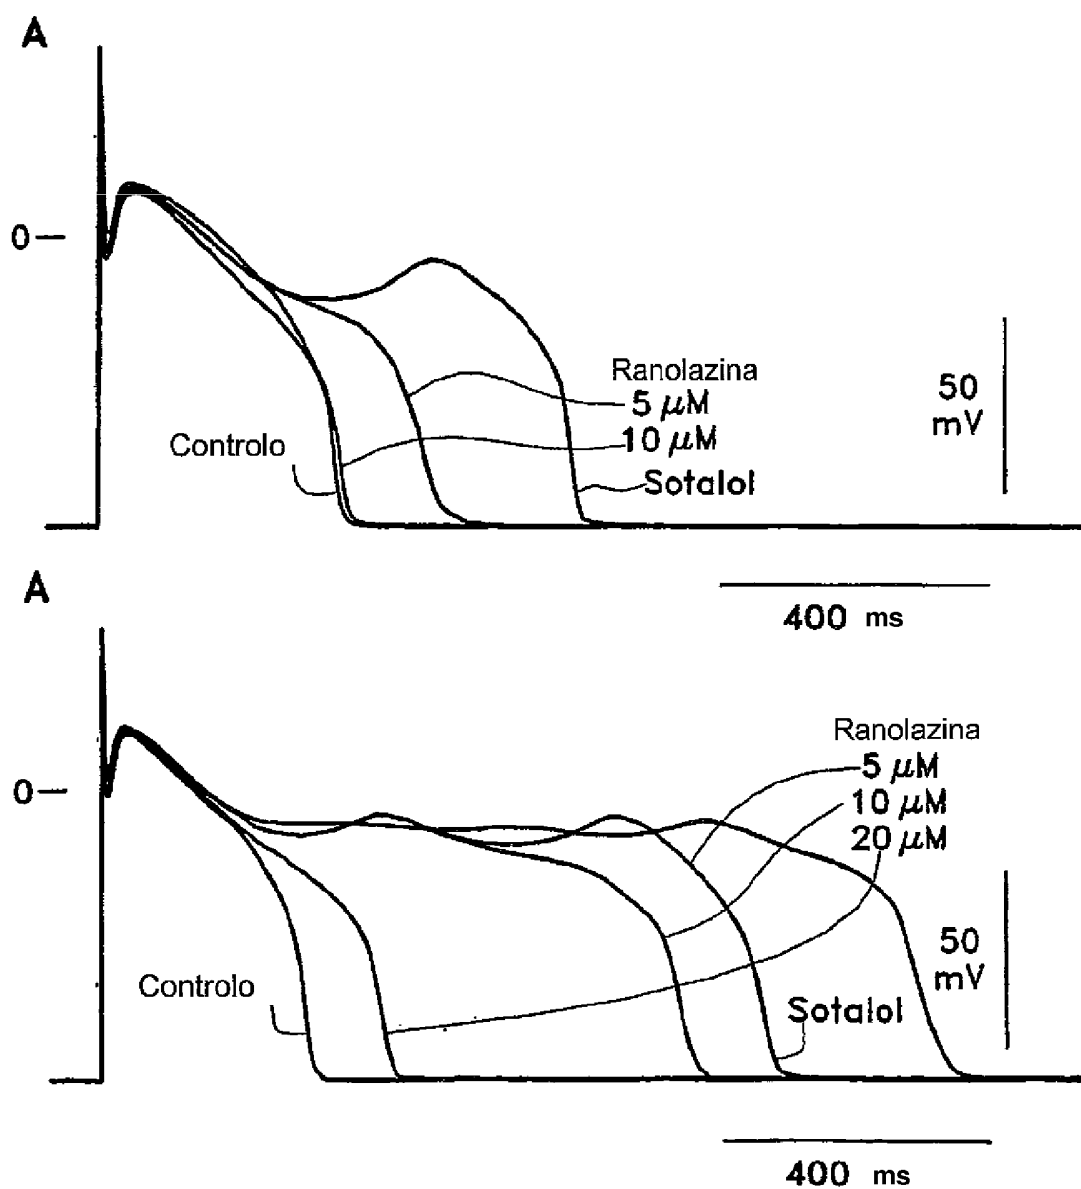 A
0
Ranolazina
5 μM
10 μM
Controlo
Sotalol
50
mV
400 ms
A
0
Ranolazina
5 μM
10 μM
20 μM
Controlo
Sotalol
50
mV
400 ms